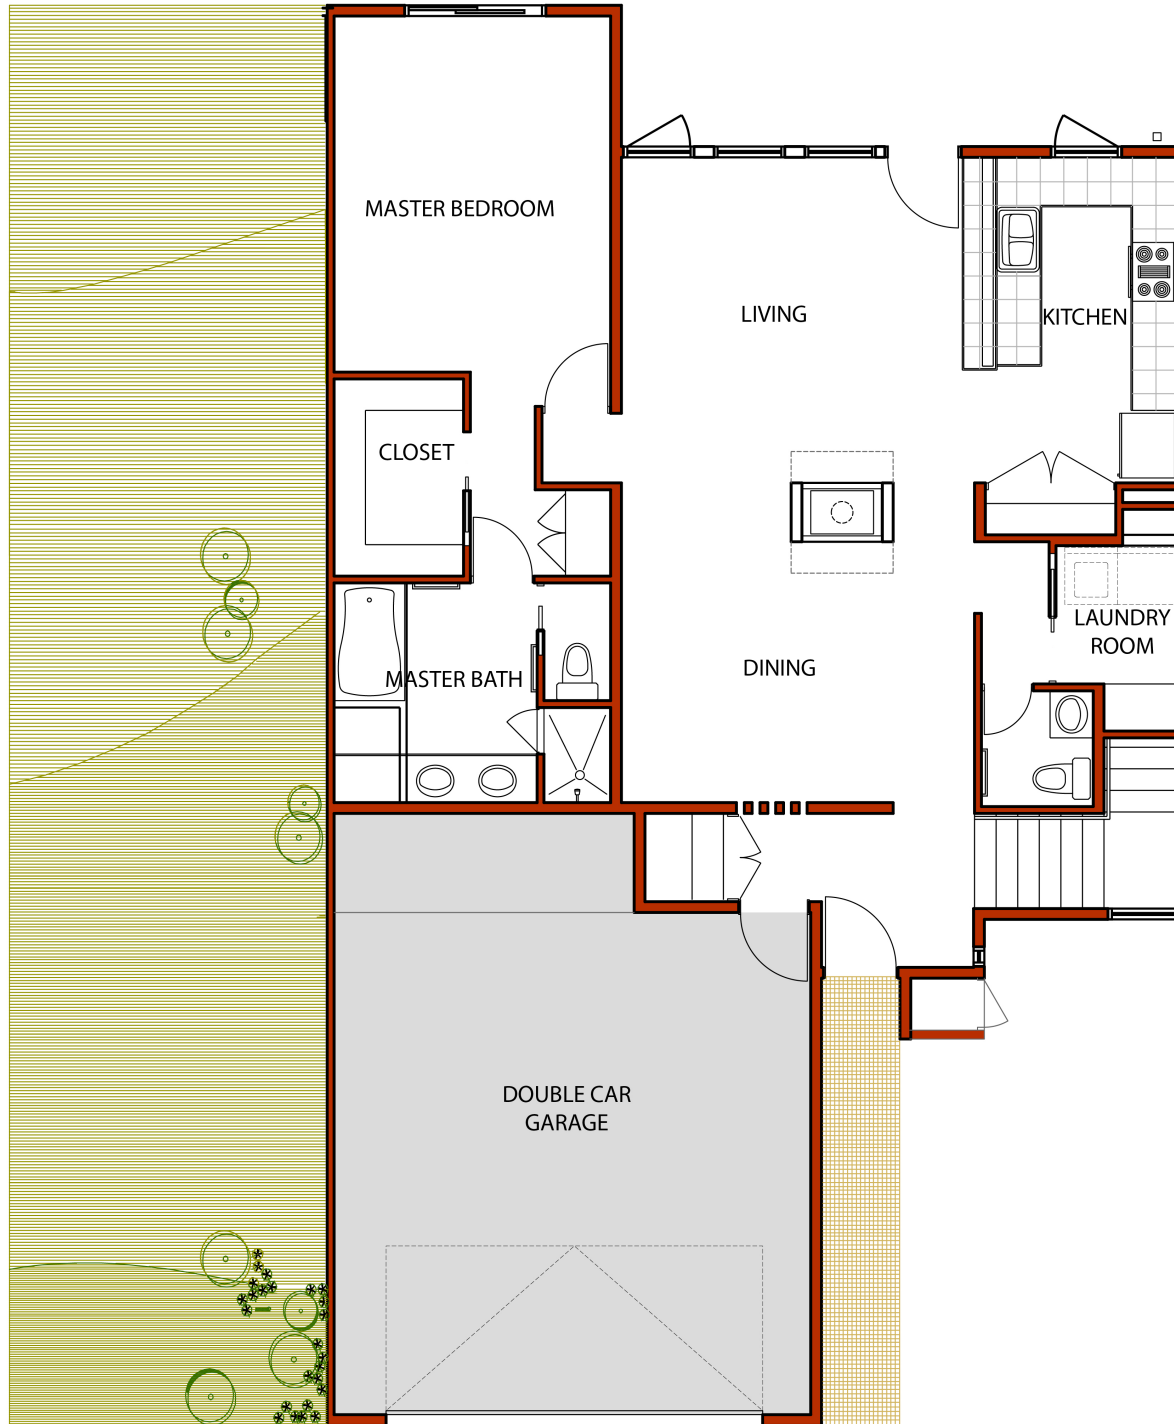 MASTER BEDROOM
LIVING
KITCHEN
CLOSET
LAUNDRY
ROOM
DINING
MASTER BATH
DOUBLE CAR
GARAGE